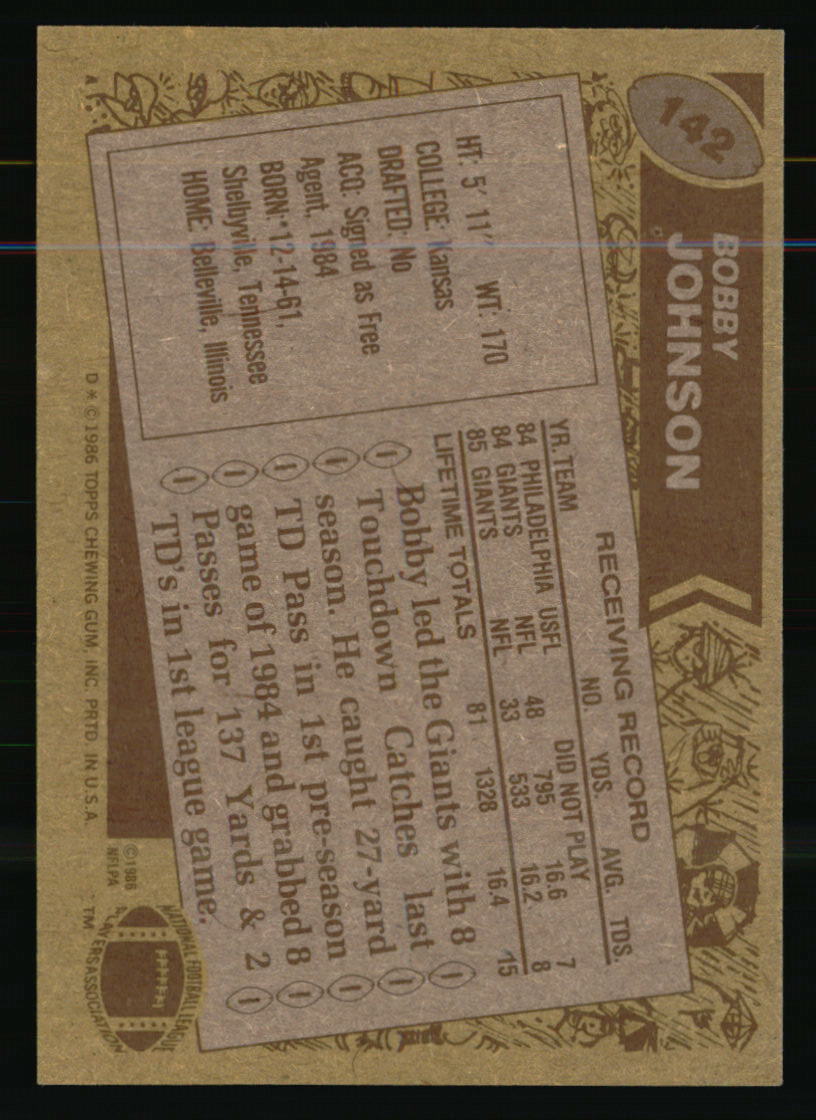 142
BOBBY
JOHNSON
HT: 5' 11" WT: 170
COLLEGE: Kansas
DRAFTED: No
ACQ: Signed as Free
Agent, 1984
BORN: 12-14-61,
Shelbyville, Tennessee
HOME: Belleville, Illinois
RECEIVING RECORD
YR. TEAM NO. YDS. AVG. TDS.
84 PHILADELPHIA USFL DID NOT PLAY
84 GIANTS NFL 48 795 16.6 7
85 GIANTS NFL 33 533 16.2 8
LIFETIME TOTALS 81 1328 16.4 15
Bobby led the Giants with 8
Touchdown Catches last
season. He caught 27-yard
TD Pass in 1st pre-season
game of 1984 and grabbed 8
Passes for 137 Yards & 2
TD's in 1st league game.
D * © 1986 TOPPS CHEWING GUM, INC. PRTD. IN U.S.A.
© 1986
NFLPA
NATIONAL FOOTBALL LEAGUE
PLAYERS ASSOCIATION
TM